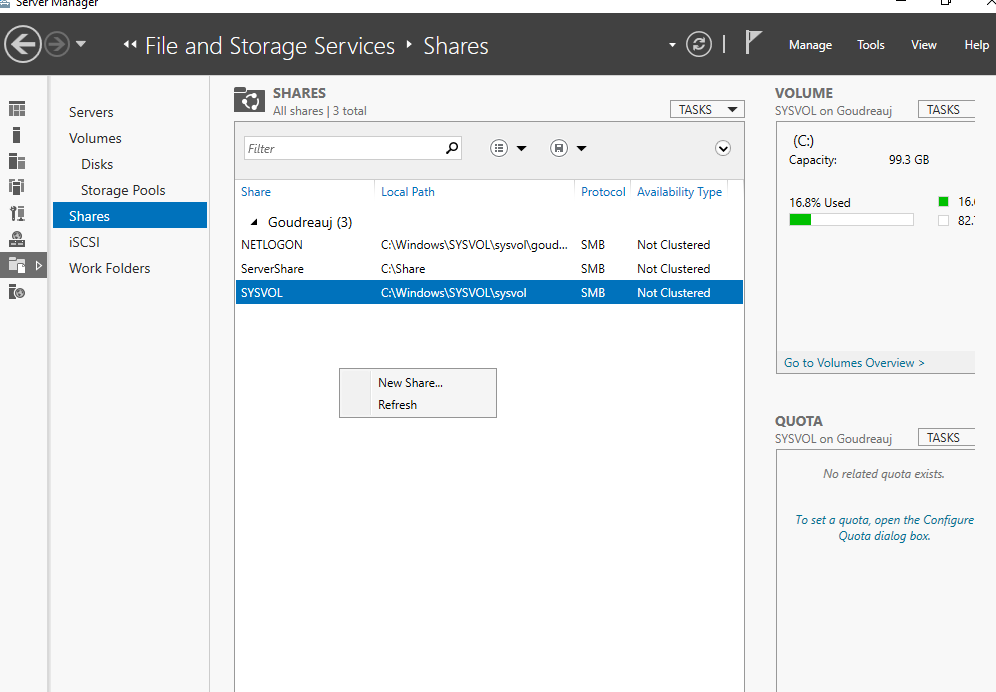 Server Manager
File and Storage Services
Shares
Manage
Tools
View
Help
Servers
Volumes
Disks
Storage Pools
Shares
iSCSI
Work Folders
SHARES
All shares | 3 total
TASKS
Filter
Share Local Path Protocol Availability Type
Goudreauj (3)
NETLOGON C:\Windows\SYSVOL\sysvol\goud... SMB Not Clustered
ServerShare C:\Share SMB Not Clustered
SYSVOL C:\Windows\SYSVOL\sysvol SMB Not Clustered
New Share...
Refresh
VOLUME
SYSVOL on Goudreauj
TASKS
(C:)
Capacity: 99.3 GB
16.8% Used
16.
82.
Go to Volumes Overview >
QUOTA
SYSVOL on Goudreauj
TASKS
No related quota exists.
To set a quota, open the Configure
Quota dialog box.